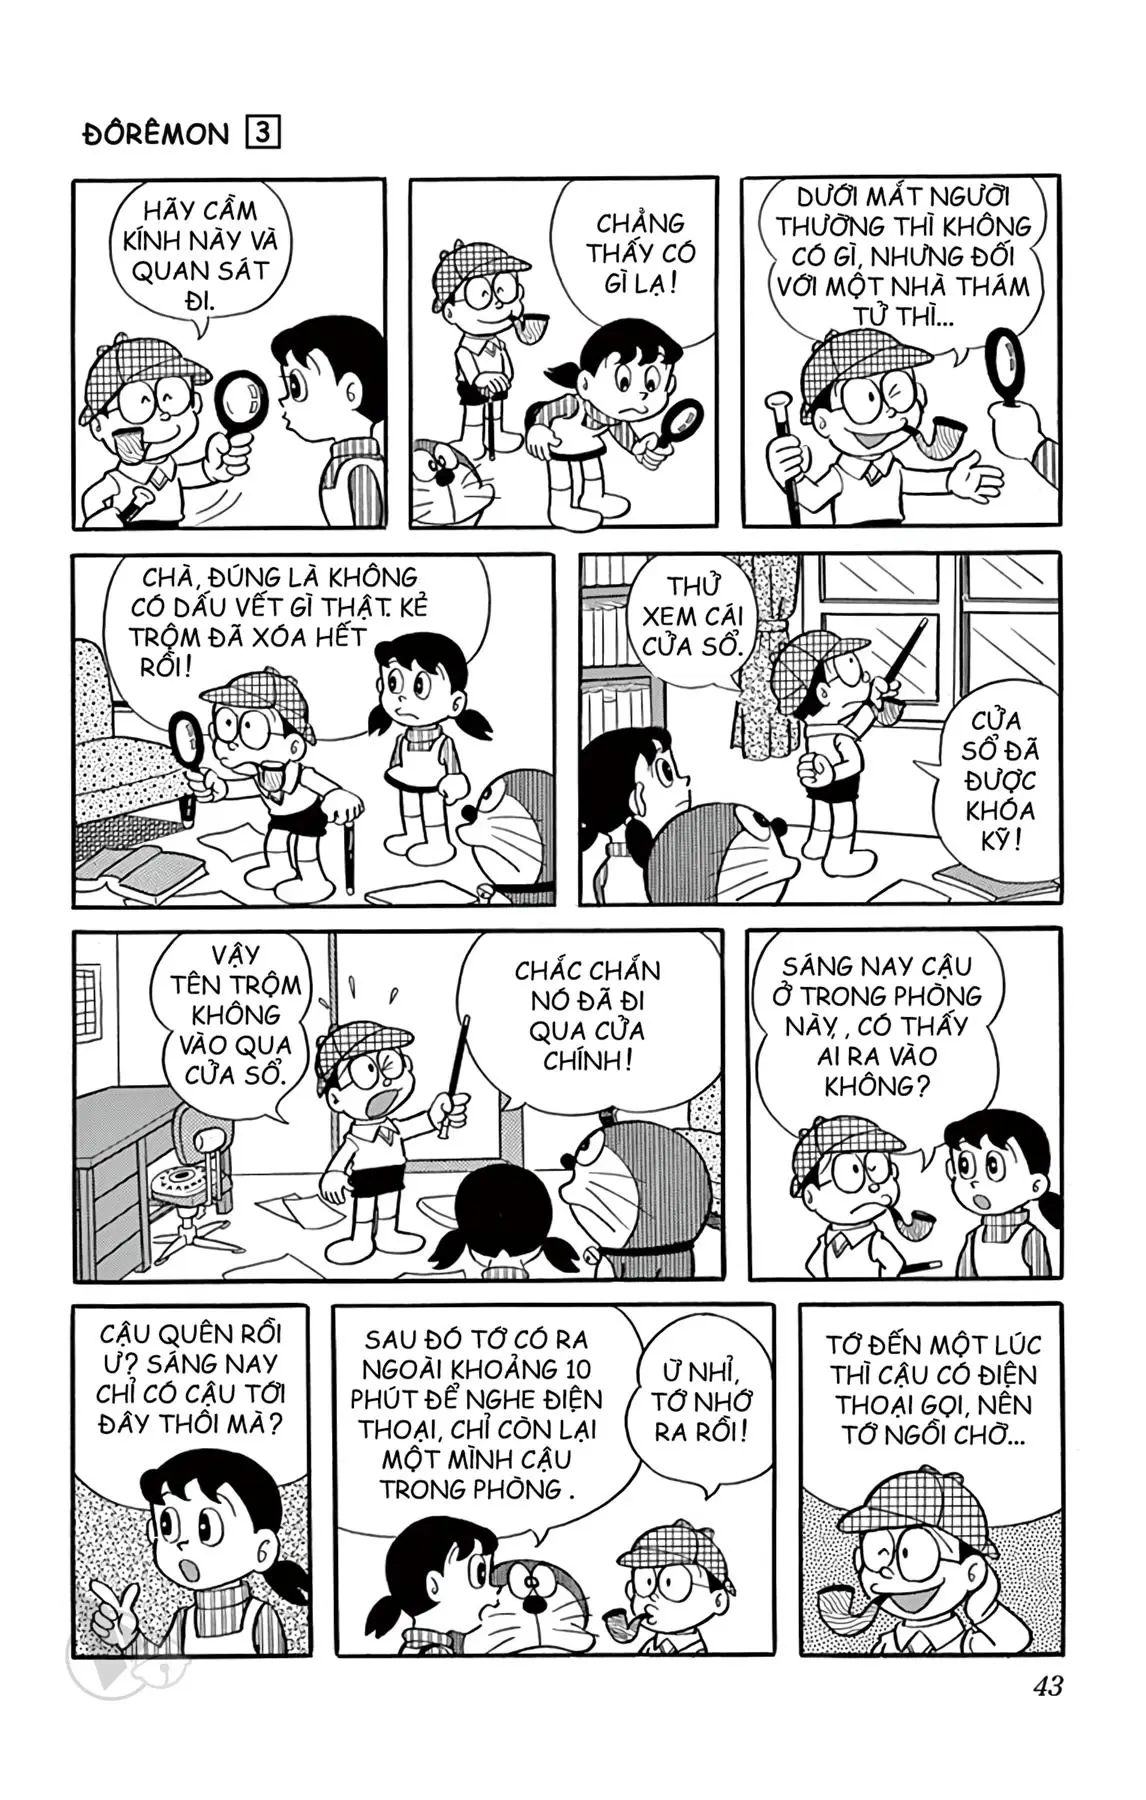 ĐÔRÊMON 3
HÃY CẦM
KÍNH NÀY VÀ
QUAN SÁT
ĐI.
CHẲNG
THẤY CÓ
GÌ LẠ!
DƯỚI MẮT NGƯỜI
THƯỜNG THÌ KHÔNG
CÓ GÌ, NHƯNG ĐỐI
VỚI MỘT NHÀ THÁM
TỬ THÌ...
CHÀ, ĐÚNG LÀ KHÔNG
CÓ DẤU VẾT GÌ THẬT. KẺ
TRỘM ĐÃ XÓA HẾT
RỒI!
THỬ
XEM CÁI
CỬA SỔ.
CỬA
SỔ ĐÃ
ĐƯỢC
KHÓA
KỸ!
VẬY
TÊN TRỘM
KHÔNG
VÀO QUA
CỬA SỔ.
CHẮC CHẮN
NÓ ĐÃ ĐI
QUA CỬA
CHÍNH!
SÁNG NAY CẬU
Ở TRONG PHÒNG
NÀY, , CÓ THẤY
AI RA VÀO
KHÔNG?
CẬU QUÊN RỒI
Ư? SÁNG NAY
CHỈ CÓ CẬU TỚI
ĐÂY THÔI MÀ?
SAU ĐÓ TỚ CÓ RA
NGOÀI KHOẢNG 10
PHÚT ĐỂ NGHE ĐIỆN
THOẠI, CHỈ CÒN LẠI
MỘT MÌNH CẬU
TRONG PHÒNG .
Ừ NHỈ,
TỚ NHỚ
RA RỒI!
TỚ ĐẾN MỘT LÚC
THÌ CẬU CÓ ĐIỆN
THOẠI GỌI, NÊN
TỚ NGỒI CHỜ...
43